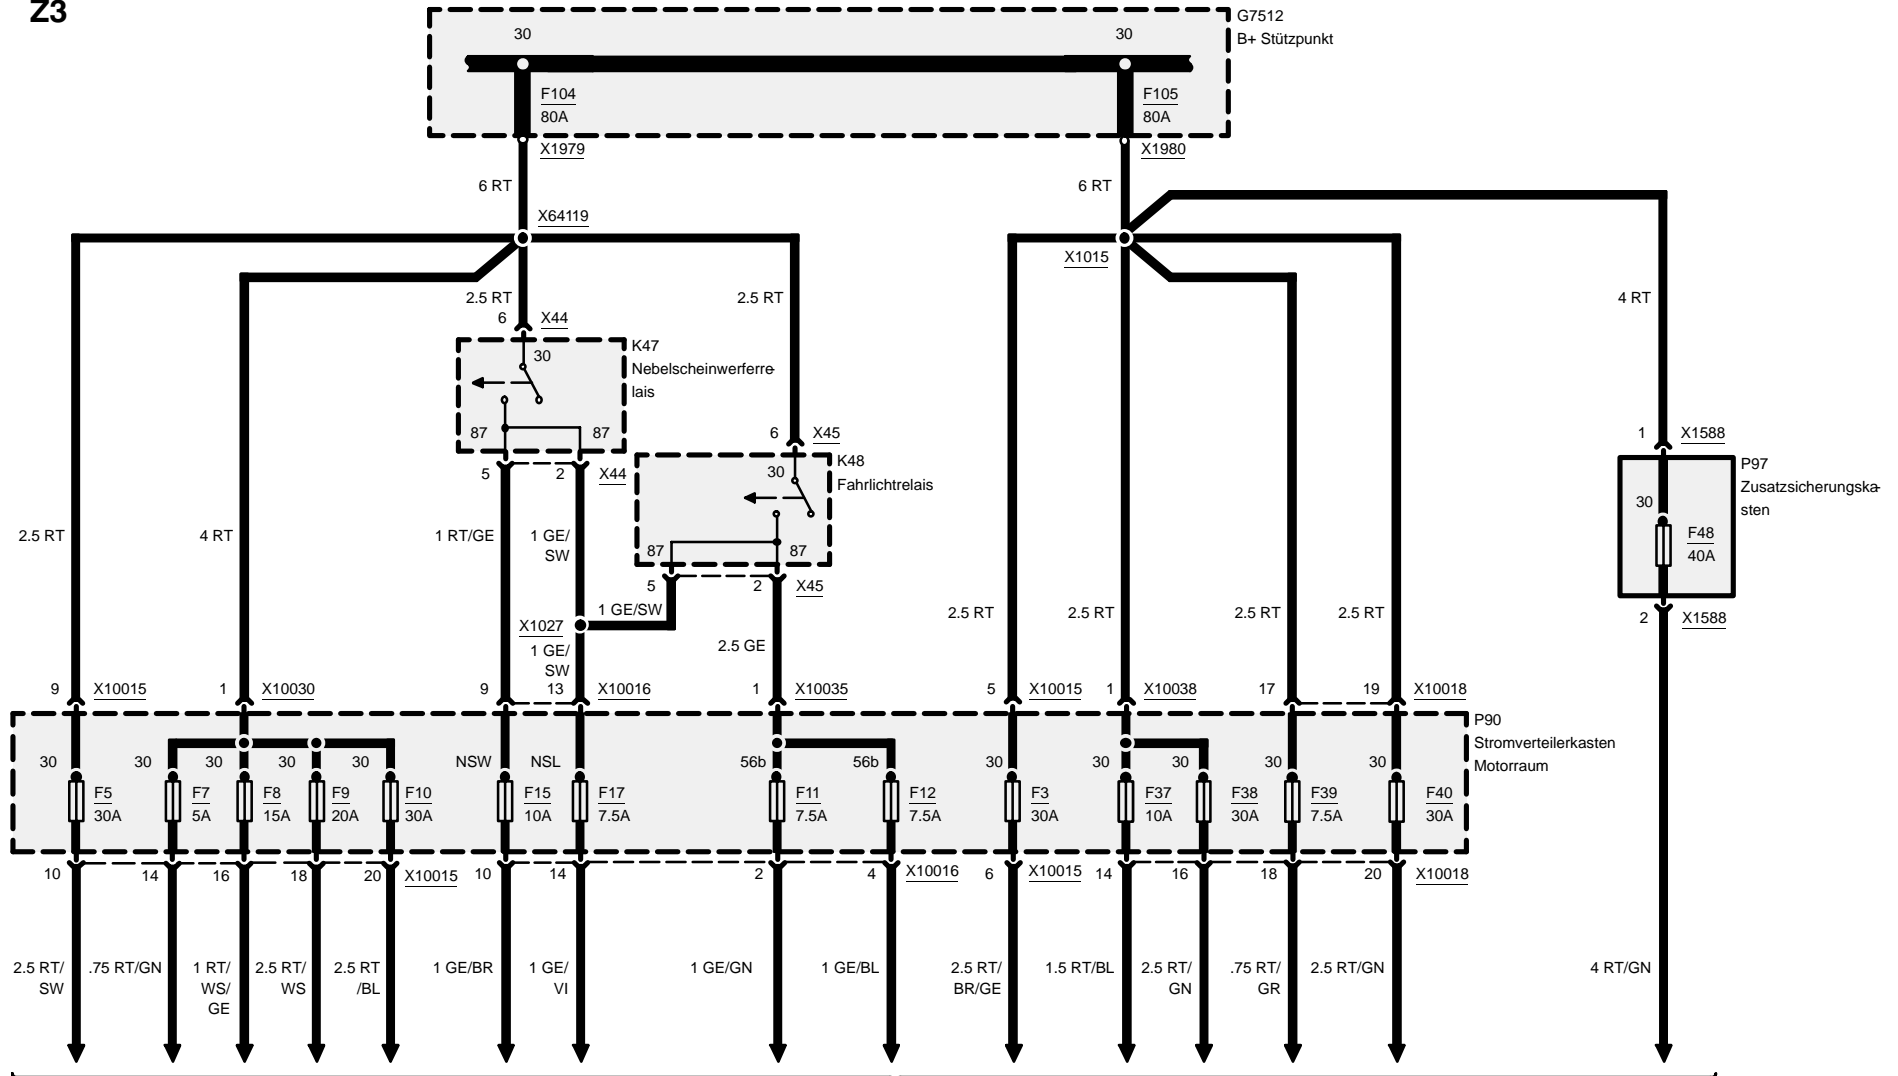 Z3
G7512
B+ Stützpunkt
30
30
F104
80A
F105
80A
X1979
X1980
6 RT
6 RT
X64119
X1015
2.5 RT
2.5 RT
4 RT
6
X44
K47
Nebelscheinwerferre-
lais
30
87
87
6
X45
1
X1588
5
2
X44
K48
Fahrlichtrelais
30
P97
Zusatzsicherungska-
sten
30
F48
40A
2.5 RT
4 RT
1 RT/GE
1 GE/
SW
87
87
5
2
X45
1 GE/SW
2.5 RT
2.5 RT
2.5 RT
2.5 RT
2
X1588
X1027
1 GE/
SW
2.5 GE
9
X10015
1
X10030
9
13
X10016
1
X10035
5
X10015
1
X10038
17
19
X10018
P90
Stromverteilerkasten
Motorraum
30
30
30
30
30
NSW
NSL
56b
56b
30
30
30
30
30
F5
F7
F8
F9
F10
F15
F17
F11
F12
F3
F37
F38
F39
F40
30A
5A
15A
20A
30A
10A
7.5A
7.5A
7.5A
30A
10A
30A
7.5A
30A
10
14
16
18
20
X10015
10
14
2
4
X10016
6
X10015
14
16
18
20
X10018
2.5 RT/
SW
.75 RT/GN
1 RT/
WS/
GE
2.5 RT/
WS
2.5 RT
/BL
1 GE/BR
1 GE/
VI
1 GE/GN
1 GE/BL
2.5 RT/
BR/GE
1.5 RT/BL
2.5 RT/
GN
.75 RT/
GR
2.5 RT/GN
4 RT/GN